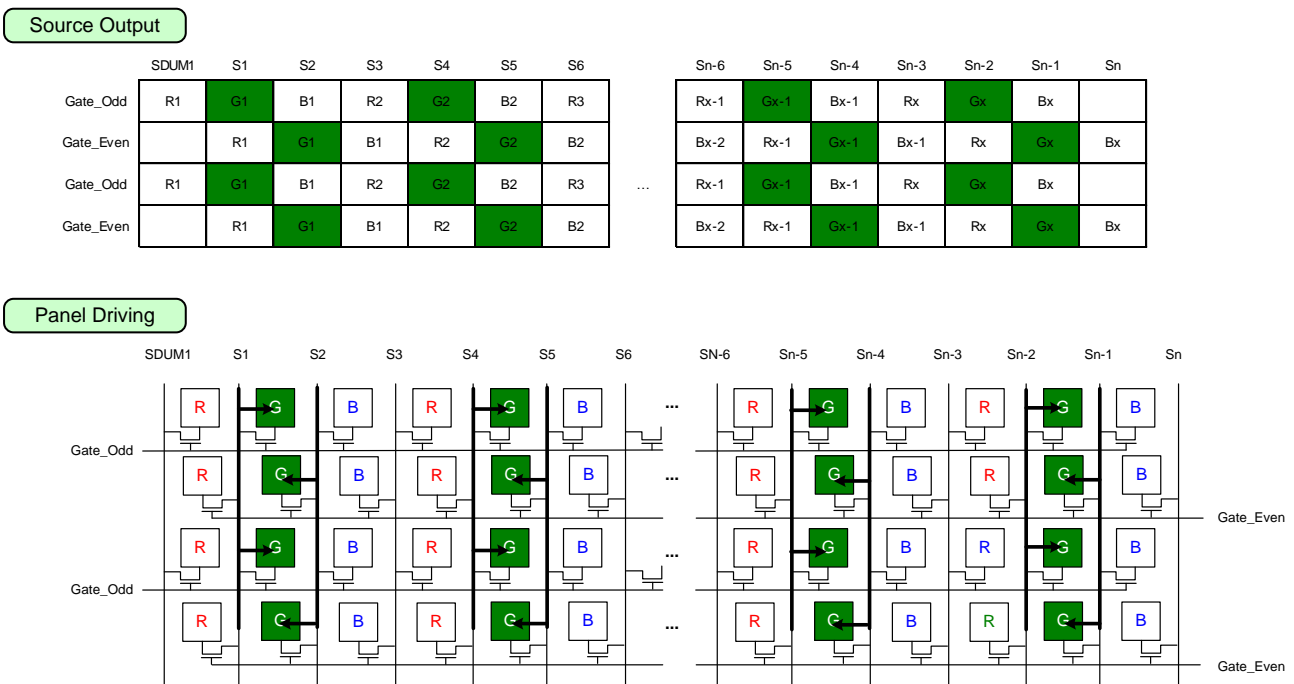 Source Output
SDUM1 S1 S2 S3 S4 S5 S6 Sn-6 Sn-5 Sn-4 Sn-3 Sn-2 Sn-1 Sn
Gate_Odd R1 G1 B1 R2 G2 B2 R3 Rx-1 Gx-1 Bx-1 Rx Gx Bx
Gate_Even R1 G1 B1 R2 G2 B2 Bx-2 Rx-1 Gx-1 Bx-1 Rx Gx Bx
Gate_Odd R1 G1 B1 R2 G2 B2 R3 ... Rx-1 Gx-1 Bx-1 Rx Gx Bx
Gate_Even R1 G1 B1 R2 G2 B2 Bx-2 Rx-1 Gx-1 Bx-1 Rx Gx Bx
Panel Driving
SDUM1 S1 S2 S3 S4 S5 S6 SN-6 Sn-5 Sn-4 Sn-3 Sn-2 Sn-1 Sn
R G B R G B ... R G B R G B
Gate_Odd
R G B R G B ... R G B R G B
Gate_Even
R G B R G B ... R G B R G B
Gate_Odd
R G B R G B ... R G B R G B
Gate_Even